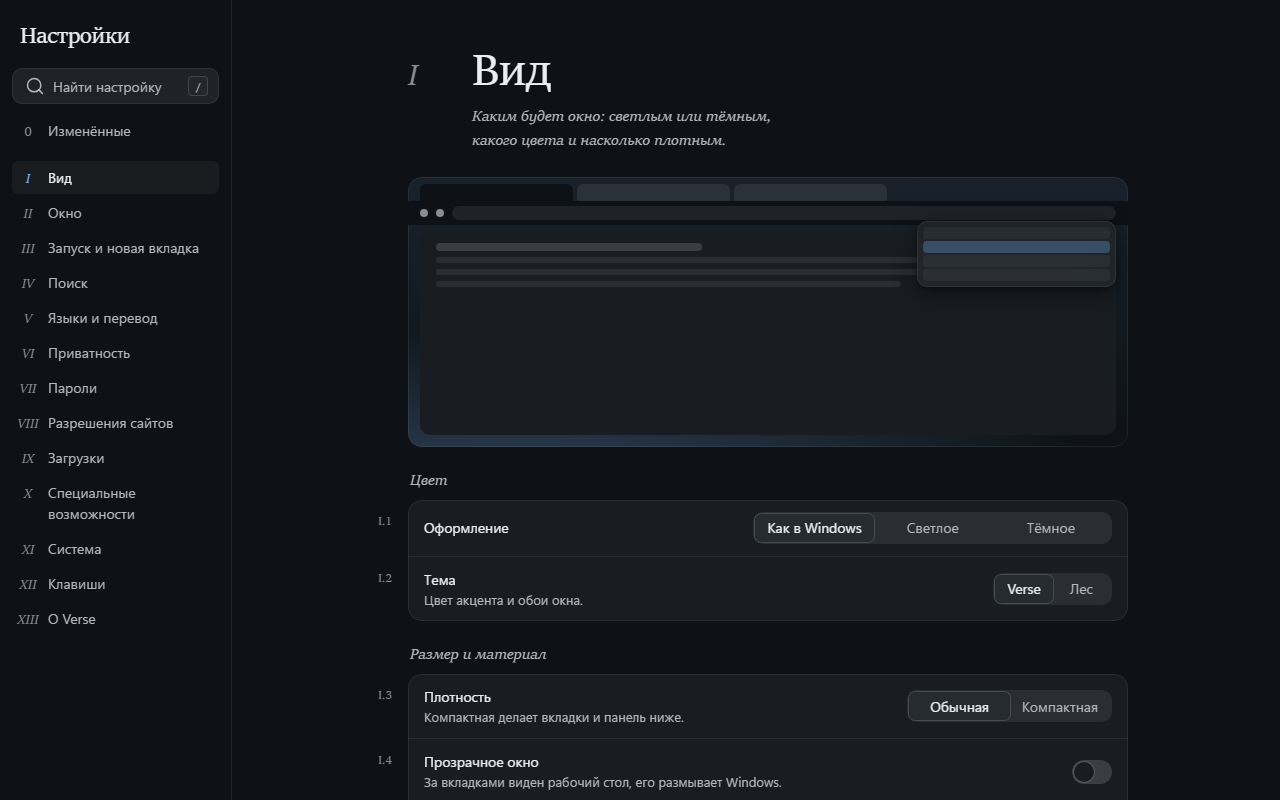 Настройки
Найти настройку /
0 Изменённые
I Вид
II Окно
III Запуск и новая вкладка
IV Поиск
V Языки и перевод
VI Приватность
VII Пароли
VIII Разрешения сайтов
IX Загрузки
X Специальные
возможности
XI Система
XII Клавиши
XIII О Verse
I Вид
Каким будет окно: светлым или тёмным,
какого цвета и насколько плотным.
Цвет
I.1 Оформление Как в Windows Светлое Тёмное
I.2 Тема Verse Лес
Цвет акцента и обои окна.
Размер и материал
I.3 Плотность Обычная Компактная
Компактная делает вкладки и панель ниже.
I.4 Прозрачное окно
За вкладками виден рабочий стол, его размывает Windows.